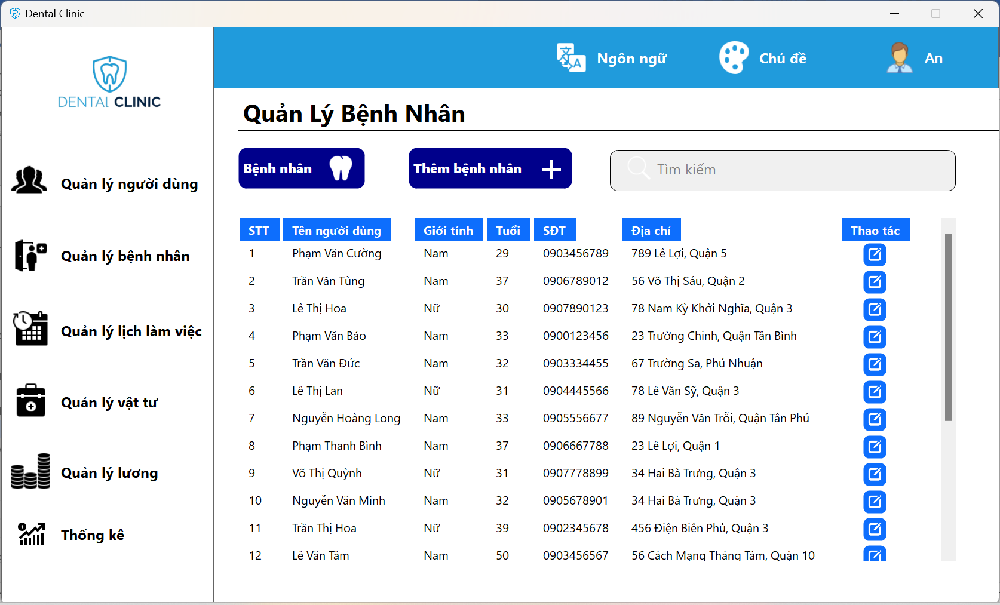 Dental Clinic
DENTAL CLINIC
Ngôn ngữ
Chủ đề
An
Quản Lý Bệnh Nhân
Bệnh nhân
Thêm bệnh nhân
Tìm kiếm
Quản lý người dùng
Quản lý bệnh nhân
Quản lý lịch làm việc
Quản lý vật tư
Quản lý lương
Thống kê
STT Tên người dùng Giới tính Tuổi SĐT Địa chỉ Thao tác
1 Phạm Văn Cường Nam 29 0903456789 789 Lê Lợi, Quận 5
2 Trần Văn Tùng Nam 37 0906789012 56 Võ Thị Sáu, Quận 2
3 Lê Thị Hoa Nữ 30 0907890123 78 Nam Kỳ Khởi Nghĩa, Quận 3
4 Phạm Văn Bảo Nam 33 0900123456 23 Trường Chinh, Quận Tân Bình
5 Trần Văn Đức Nam 32 0903334455 67 Trường Sa, Phú Nhuận
6 Lê Thị Lan Nữ 31 0904445566 78 Lê Văn Sỹ, Quận 3
7 Nguyễn Hoàng Long Nam 33 0905556677 89 Nguyễn Văn Trỗi, Quận Tân Phú
8 Phạm Thanh Bình Nam 37 0906667788 23 Lê Lợi, Quận 1
9 Võ Thị Quỳnh Nữ 31 0907778899 34 Hai Bà Trưng, Quận 3
10 Nguyễn Văn Minh Nam 32 0905678901 34 Hai Bà Trưng, Quận 3
11 Trần Thị Hoa Nữ 39 0902345678 456 Điện Biên Phủ, Quận 3
12 Lê Văn Tâm Nam 50 0903456567 56 Cách Mạng Tháng Tám, Quận 10